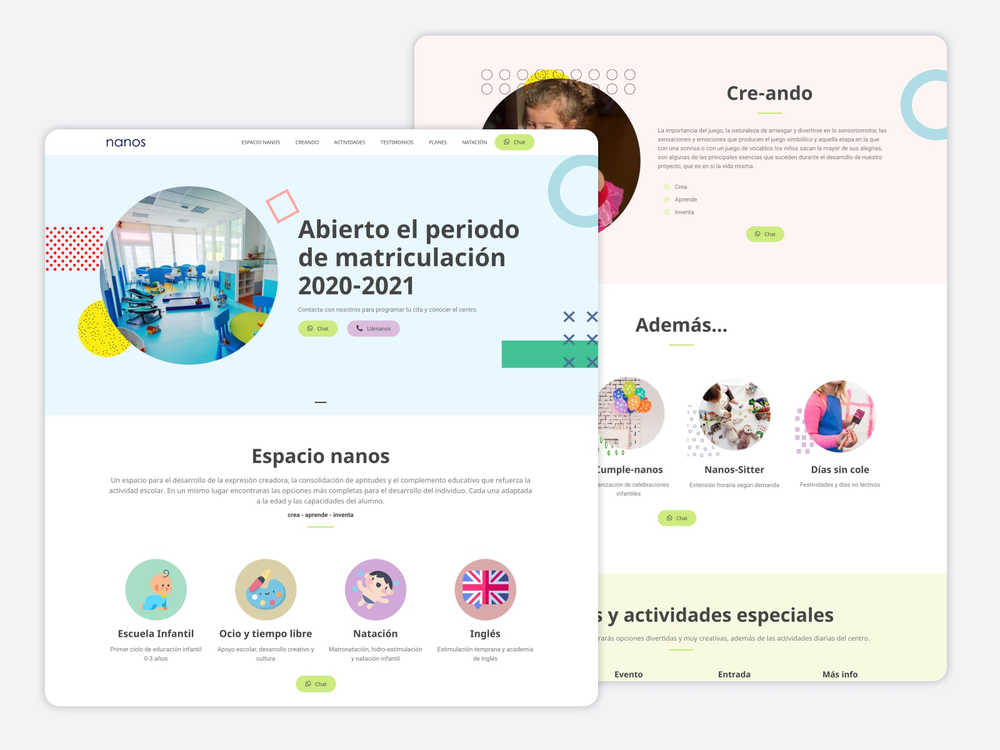 nanos
ESPACIO NANOS CREANDO ACTIVIDADES TESTIMONIOS PLANES NATACIÓN Chat
Abierto el periodo
de matriculación
2020-2021
Contacta con nosotros para programar tu cita y conocer el centro
Chat Llámanos
Espacio nanos
Un espacio para el desarrollo de la expresión creadora, la consolidación de aptitudes y el complemento educativo que refuerza la
actividad escolar. En un mismo lugar encontraras las opciones más completas para el desarrollo del individuo. Cada una adaptada
a la edad y las capacidades del alumno.
crea - aprende - inventa
Escuela Infantil
Primer ciclo de educación infantil
0-3 años
Ocio y tiempo libre
Apoyo escolar, desarrollo creativo y
cultura
Natación
Matronatación, hidro-estimulación
y natación infantil
Inglés
Estimulación temprana y academia
de inglés
Chat
Cre-ando
La importancia del juego, la naturaleza de arriesgar y divertirse en lo sensoriomotor, las
sensaciones y emociones que producen el juego simbólico y aquella etapa en la que
con una sonrisa o con un juego de vocablos los niños sacan la mayor de sus alegrías,
son algunas de las principales esencias que suceden durante el desarrollo de nuestro
proyecto, que es en sí la vida misma.
Crea
Aprende
Inventa
Chat
Además...
Cumple-nanos
anización de celebraciones
infantiles
Nanos-Sitter
Extensión horaria según demanda
Días sin cole
Festividades y días no lectivos
Chat
s y actividades especiales
rarás opciones divertidas y muy creativas, además de las actividades diarias del centro.
Evento Entrada Más info